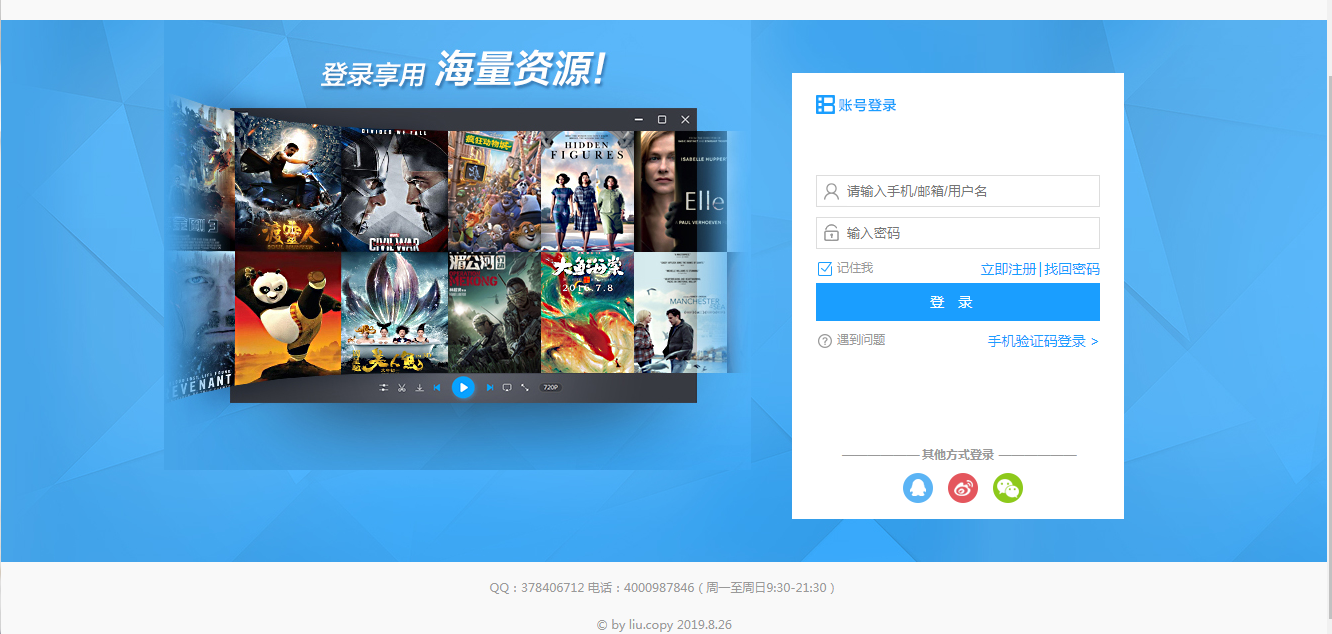 登录享用 海量资源!
账号登录
请输入手机/邮箱/用户名
输入密码
记住我
立即注册|找回密码
登 录
遇到问题
手机验证码登录 >
其他方式登录
DIVIDED WE FALL
CIVIL WAR
疯狂动物城
HIDDEN
FIGURES
ISABELLE HUPPERT
Elle
PAUL VERHOEVEN
EVENANT
美人鱼
湄公河
MEKONG
大鱼海棠
2016.7.8
MANCHESTER
720P
QQ：378406712 电话：4000987846 ( 周一至周日9:30-21:30 )
© by liu.copy 2019.8.26